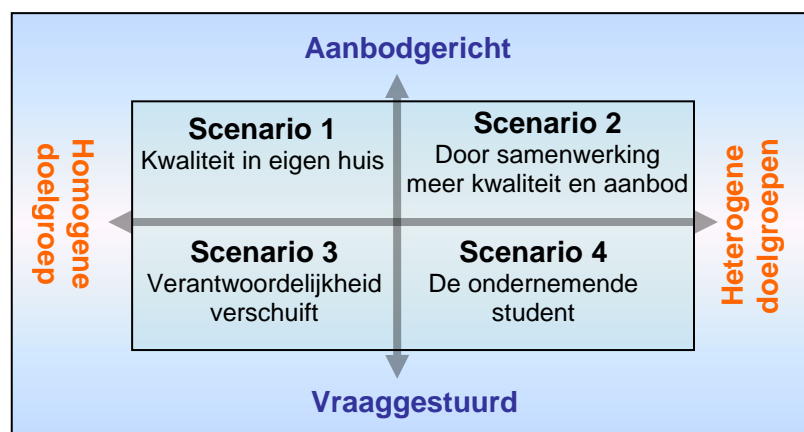 Aanbodgericht
Homogene
doelgroep
Scenario 1
Kwaliteit in eigen huis
Scenario 2
Door samenwerking
meer kwaliteit en aanbod
Heterogene
doelgroepen
Scenario 3
Verantwoordelijkheid
verschuift
Scenario 4
De ondernemende
student
Vraaggestuurd